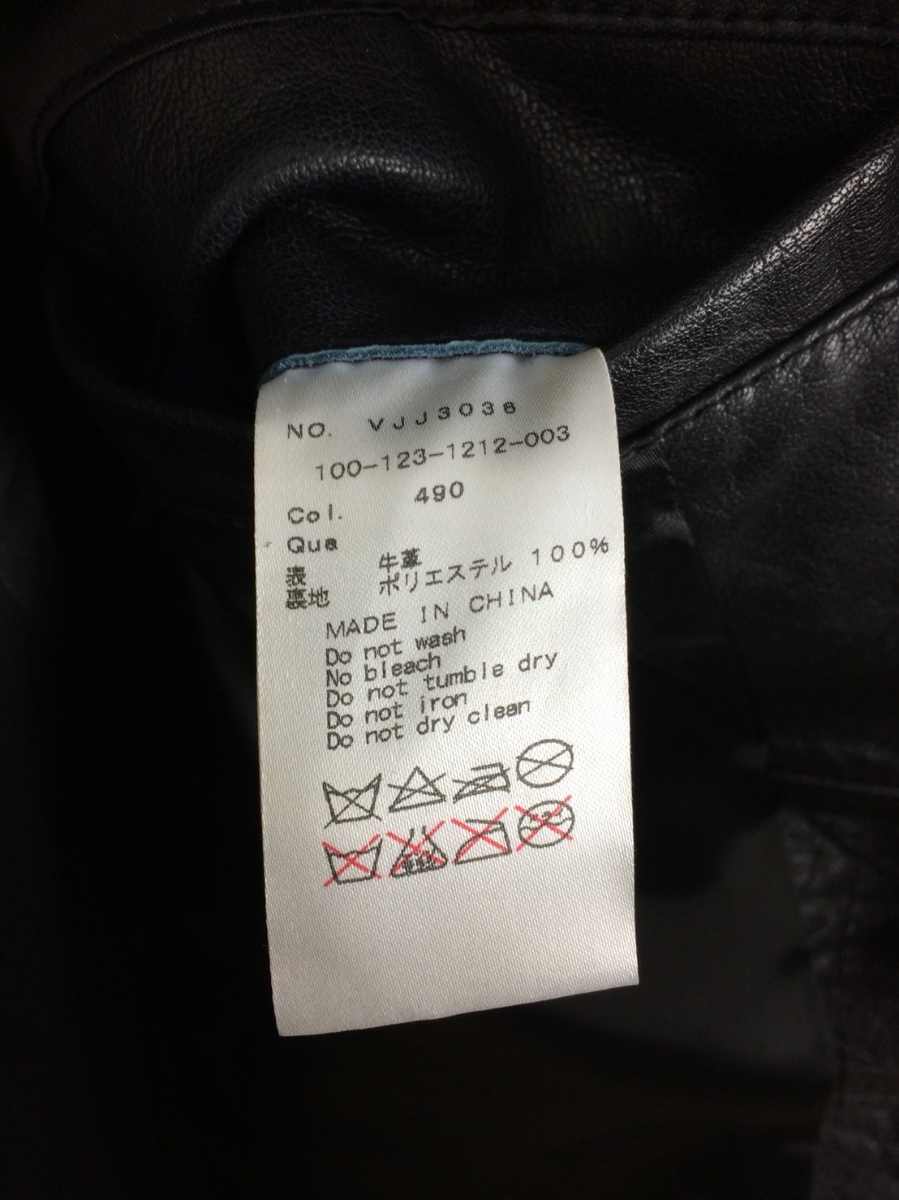 NO. VJJ3036
100-123-1212-003
Col. 490
Qua
表 牛革
裏地 ポリエステル 100%
MADE IN CHINA
Do not wash
No bleach
Do not tumble dry
Do not iron
Do not dry clean